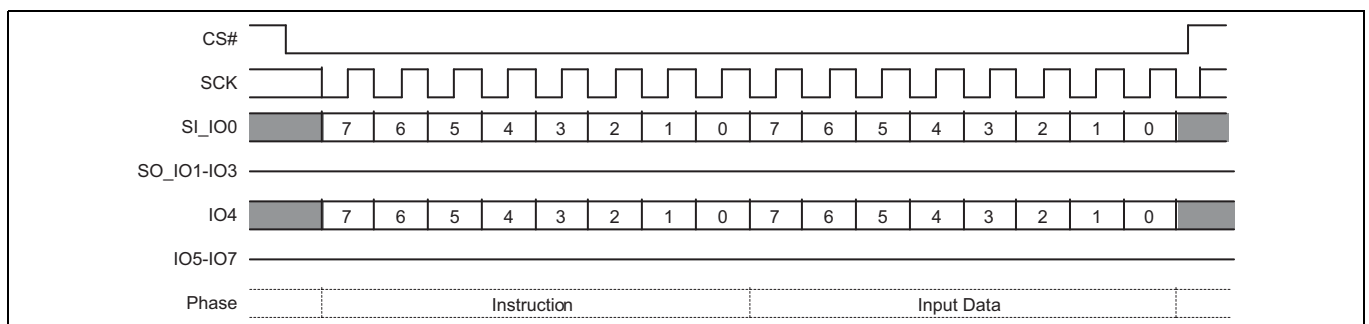 CS#
SCK
SI_IO0 7 6 5 4 3 2 1 0 7 6 5 4 3 2 1 0
SO_IO1-IO3
IO4 7 6 5 4 3 2 1 0 7 6 5 4 3 2 1 0
IO5-IO7
Phase Instruction Input Data